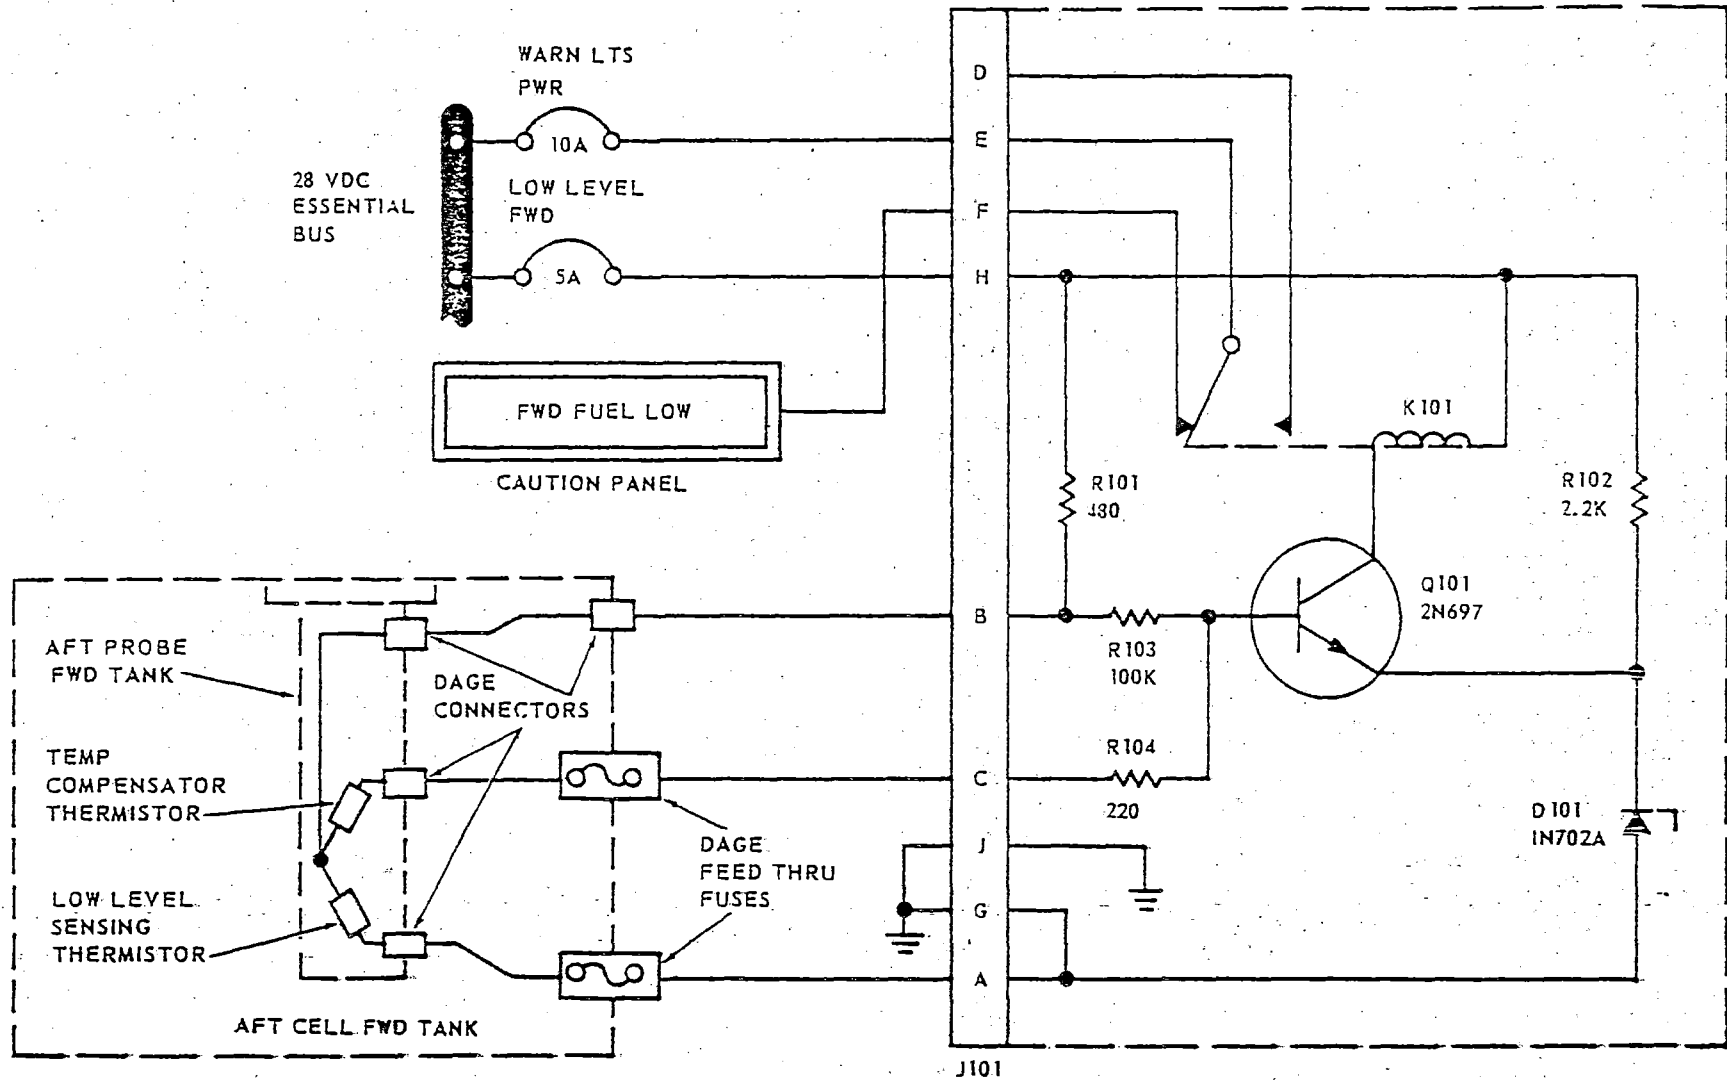 WARN LTS
PWR
10A
28 VDC
ESSENTIAL
BUS
LOW LEVEL
FWD
5A
FWD FUEL LOW
CAUTION PANEL
D
E
F
H
B
C
J
G
A
J101
K101
R101
R102
2.2K
Q101
2N697
R103
100K
R104
220
D101
1N702A
AFT PROBE
FWD TANK
DAGE
CONNECTORS
TEMP
COMPENSATOR
THERMISTOR
LOW LEVEL
SENSING
THERMISTOR
DAGE
FEED THRU
FUSES
AFT CELL FWD TANK